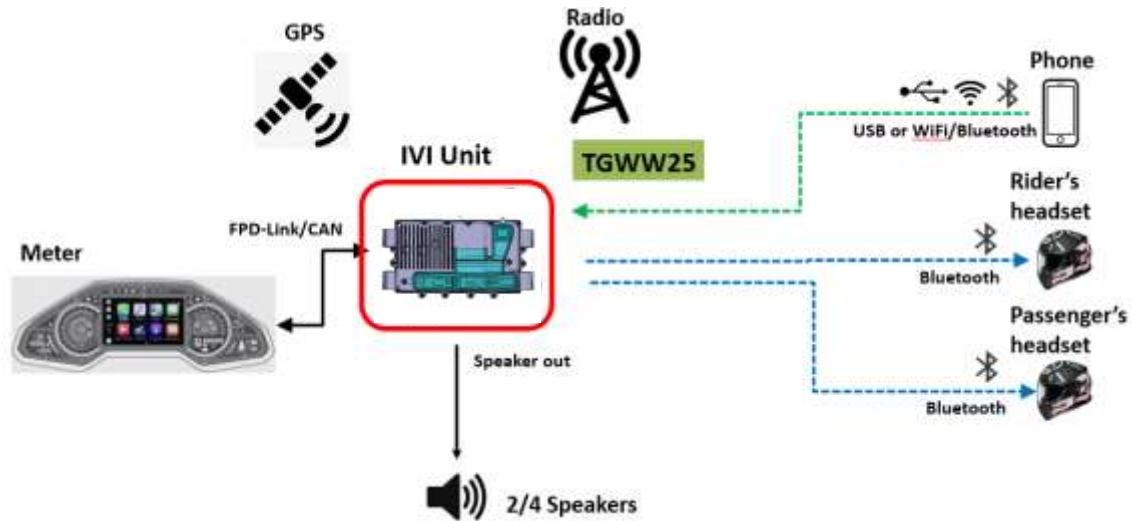 GPS
Radio
Phone
USB or WiFi/Bluetooth
IVI Unit
TGWW25
Rider's
headset
FPD-Link/CAN
Meter
Bluetooth
Passenger's
headset
Speaker out
Bluetooth
2/4 Speakers